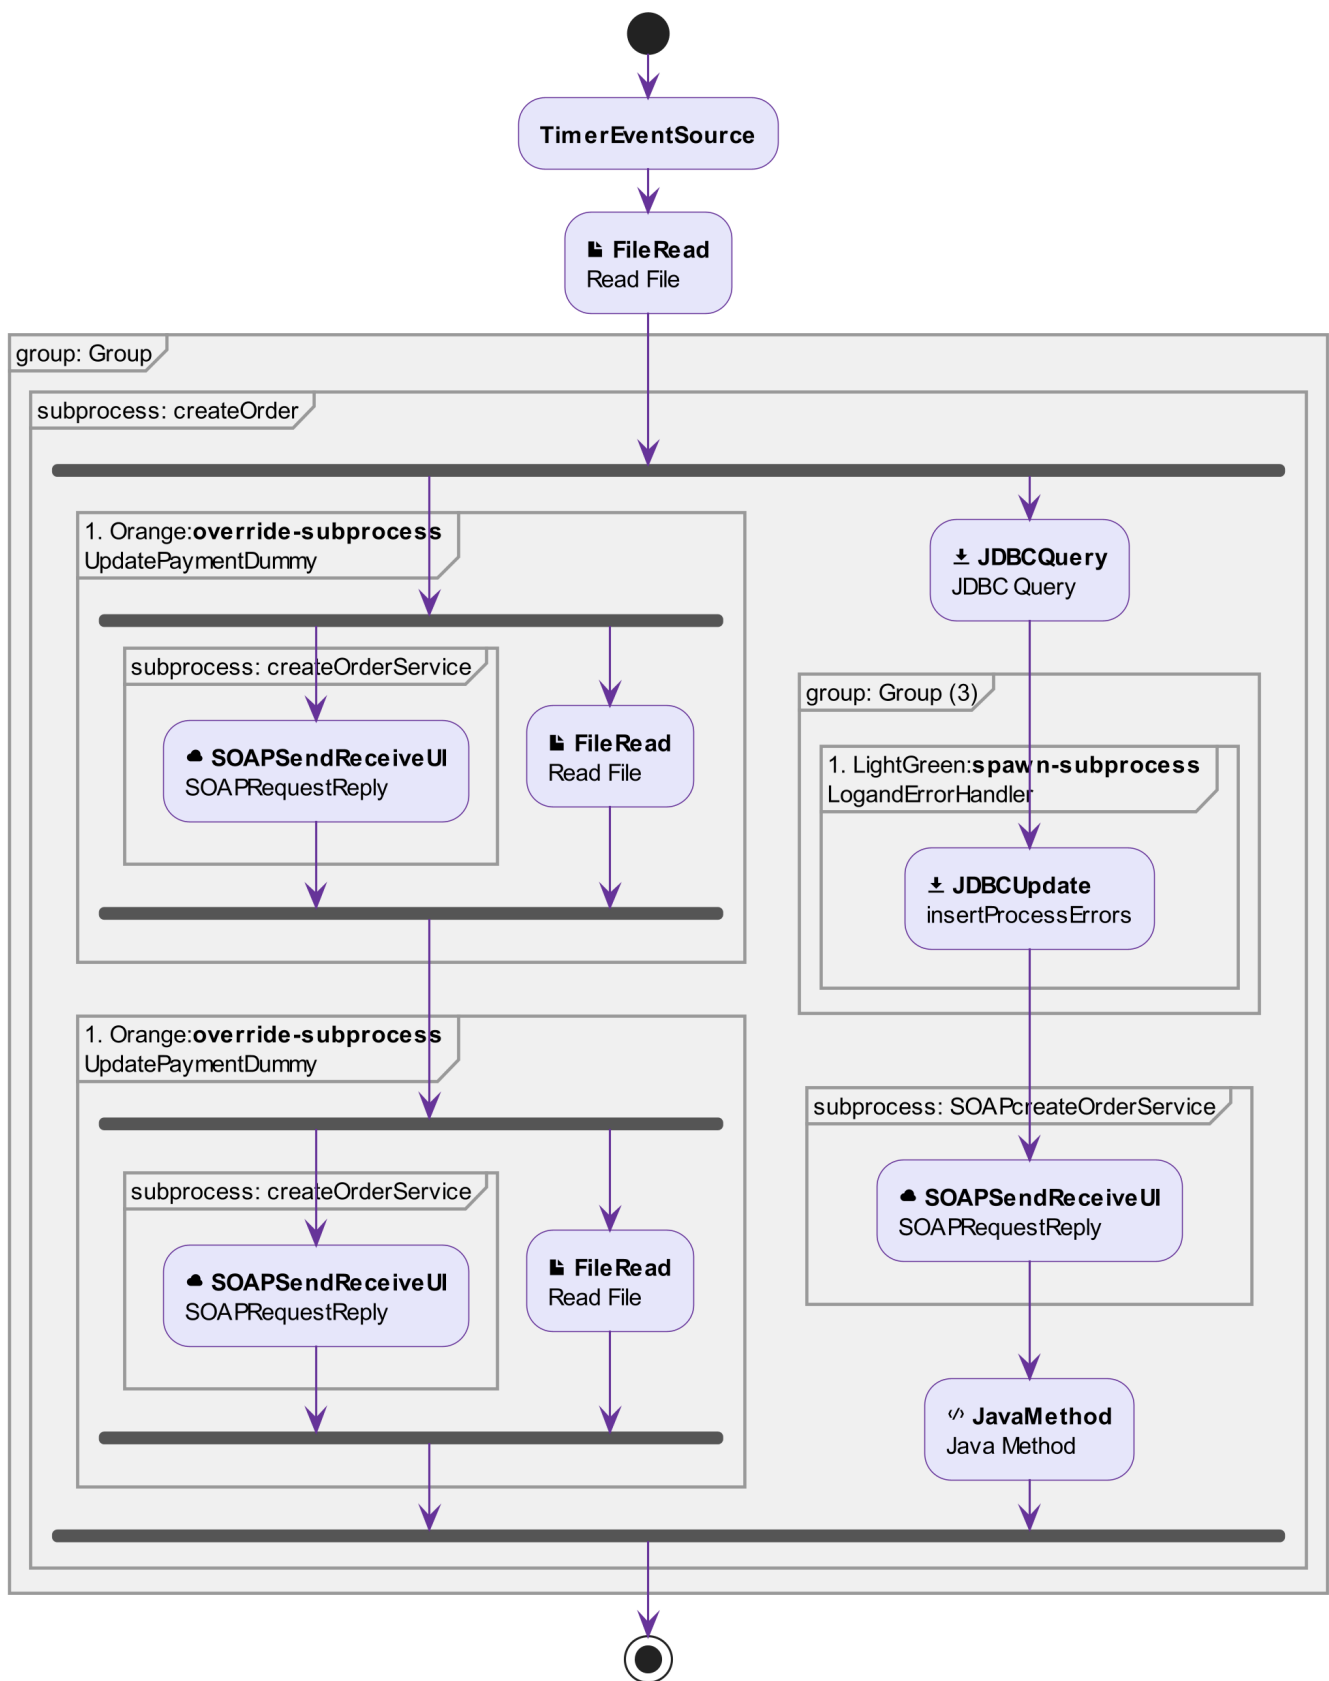 TimerEventSource
FileRead
Read File
group: Group
subprocess: createOrder
1. Orange:override-subprocess
UpdatePaymentDummy
subprocess: createOrderService
SOAPSendReceiveUI
SOAPRequestReply
FileRead
Read File
1. Orange:override-subprocess
UpdatePaymentDummy
subprocess: createOrderService
SOAPSendReceiveUI
SOAPRequestReply
FileRead
Read File
JDBCQuery
JDBC Query
group: Group (3)
1. LightGreen:spawn-subprocess
LogandErrorHandler
JDBCUpdate
insertProcessErrors
subprocess: SOAPcreateOrderService
SOAPSendReceiveUI
SOAPRequestReply
JavaMethod
Java Method